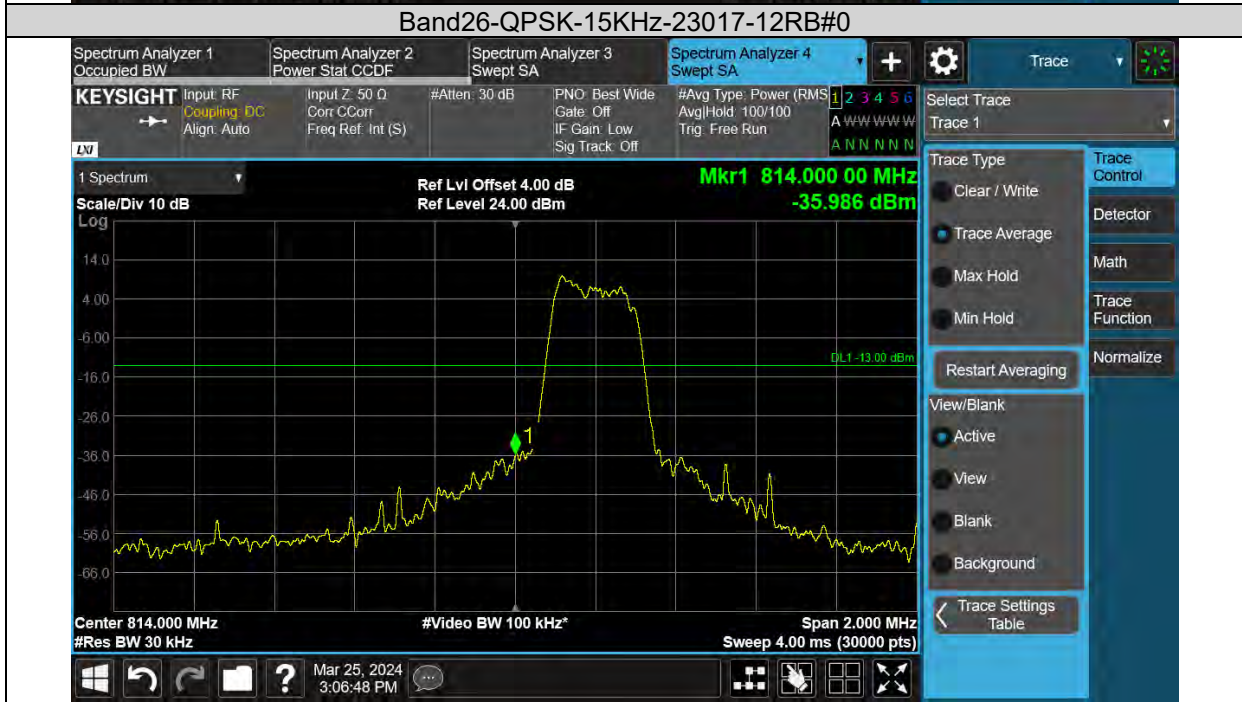 Band26-QPSK-15KHz-23017-12RB#0
Spectrum Analyzer 1
Occupied BW
Spectrum Analyzer 2
Power Stat CCDF
Spectrum Analyzer 3
Swept SA
Spectrum Analyzer 4
Swept SA
+
Trace
KEYSIGHT
LXI
Input: RF
Coupling: DC
Align: Auto
Input Z: 50 Ω
Corr CCorr
Freq Ref: Int (S)
#Atten: 30 dB
PNO: Best Wide
Gate: Off
IF Gain: Low
Sig Track: Off
#Avg Type: Power (RMS
Avg|Hold: 100/100
Trig: Free Run
1 2 3 4 5 6
A W W W W W
A N N N N N
Select Trace
Trace 1
1 Spectrum
Scale/Div 10 dB
Ref Lvl Offset 4.00 dB
Ref Level 24.00 dBm
Mkr1 814.000 00 MHz
-35.986 dBm
Log
14.0
4.00
-6.00
-16.0
-26.0
-36.0
-46.0
-56.0
-66.0
DL1 -13.00 dBm
1
Center 814.000 MHz
#Res BW 30 kHz
#Video BW 100 kHz*
Span 2.000 MHz
Sweep 4.00 ms (30000 pts)
Trace Type
Clear / Write
Trace Average
Max Hold
Min Hold
Restart Averaging
View/Blank
Active
View
Blank
Background
Trace Settings
Table
Trace
Control
Detector
Math
Trace
Function
Normalize
?
Mar 25, 2024
3:06:48 PM